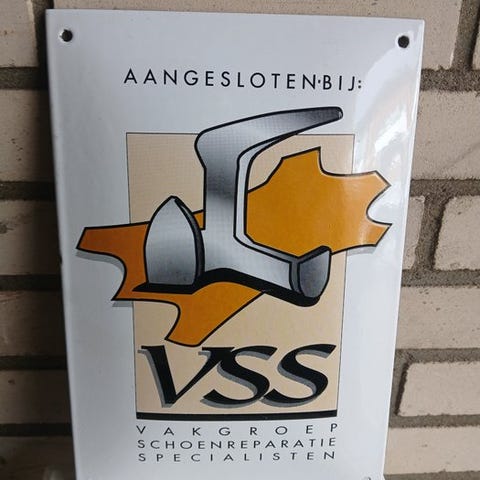 AANGESLOTEN·BIJ:
VSS
VAKGROEP
SCHOENREPARATIE
SPECIALISTEN